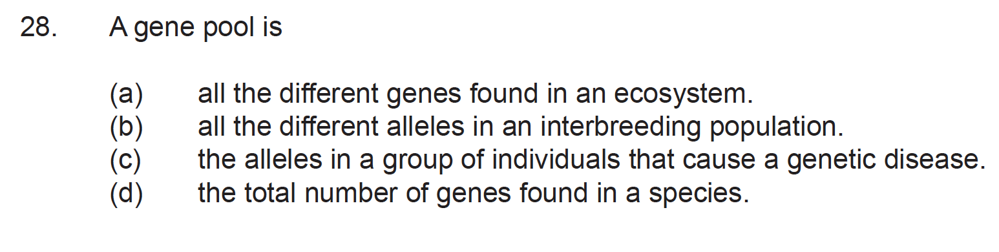 28. A gene pool is
(a) all the different genes found in an ecosystem.
(b) all the different alleles in an interbreeding population.
(c) the alleles in a group of individuals that cause a genetic disease.
(d) the total number of genes found in a species.